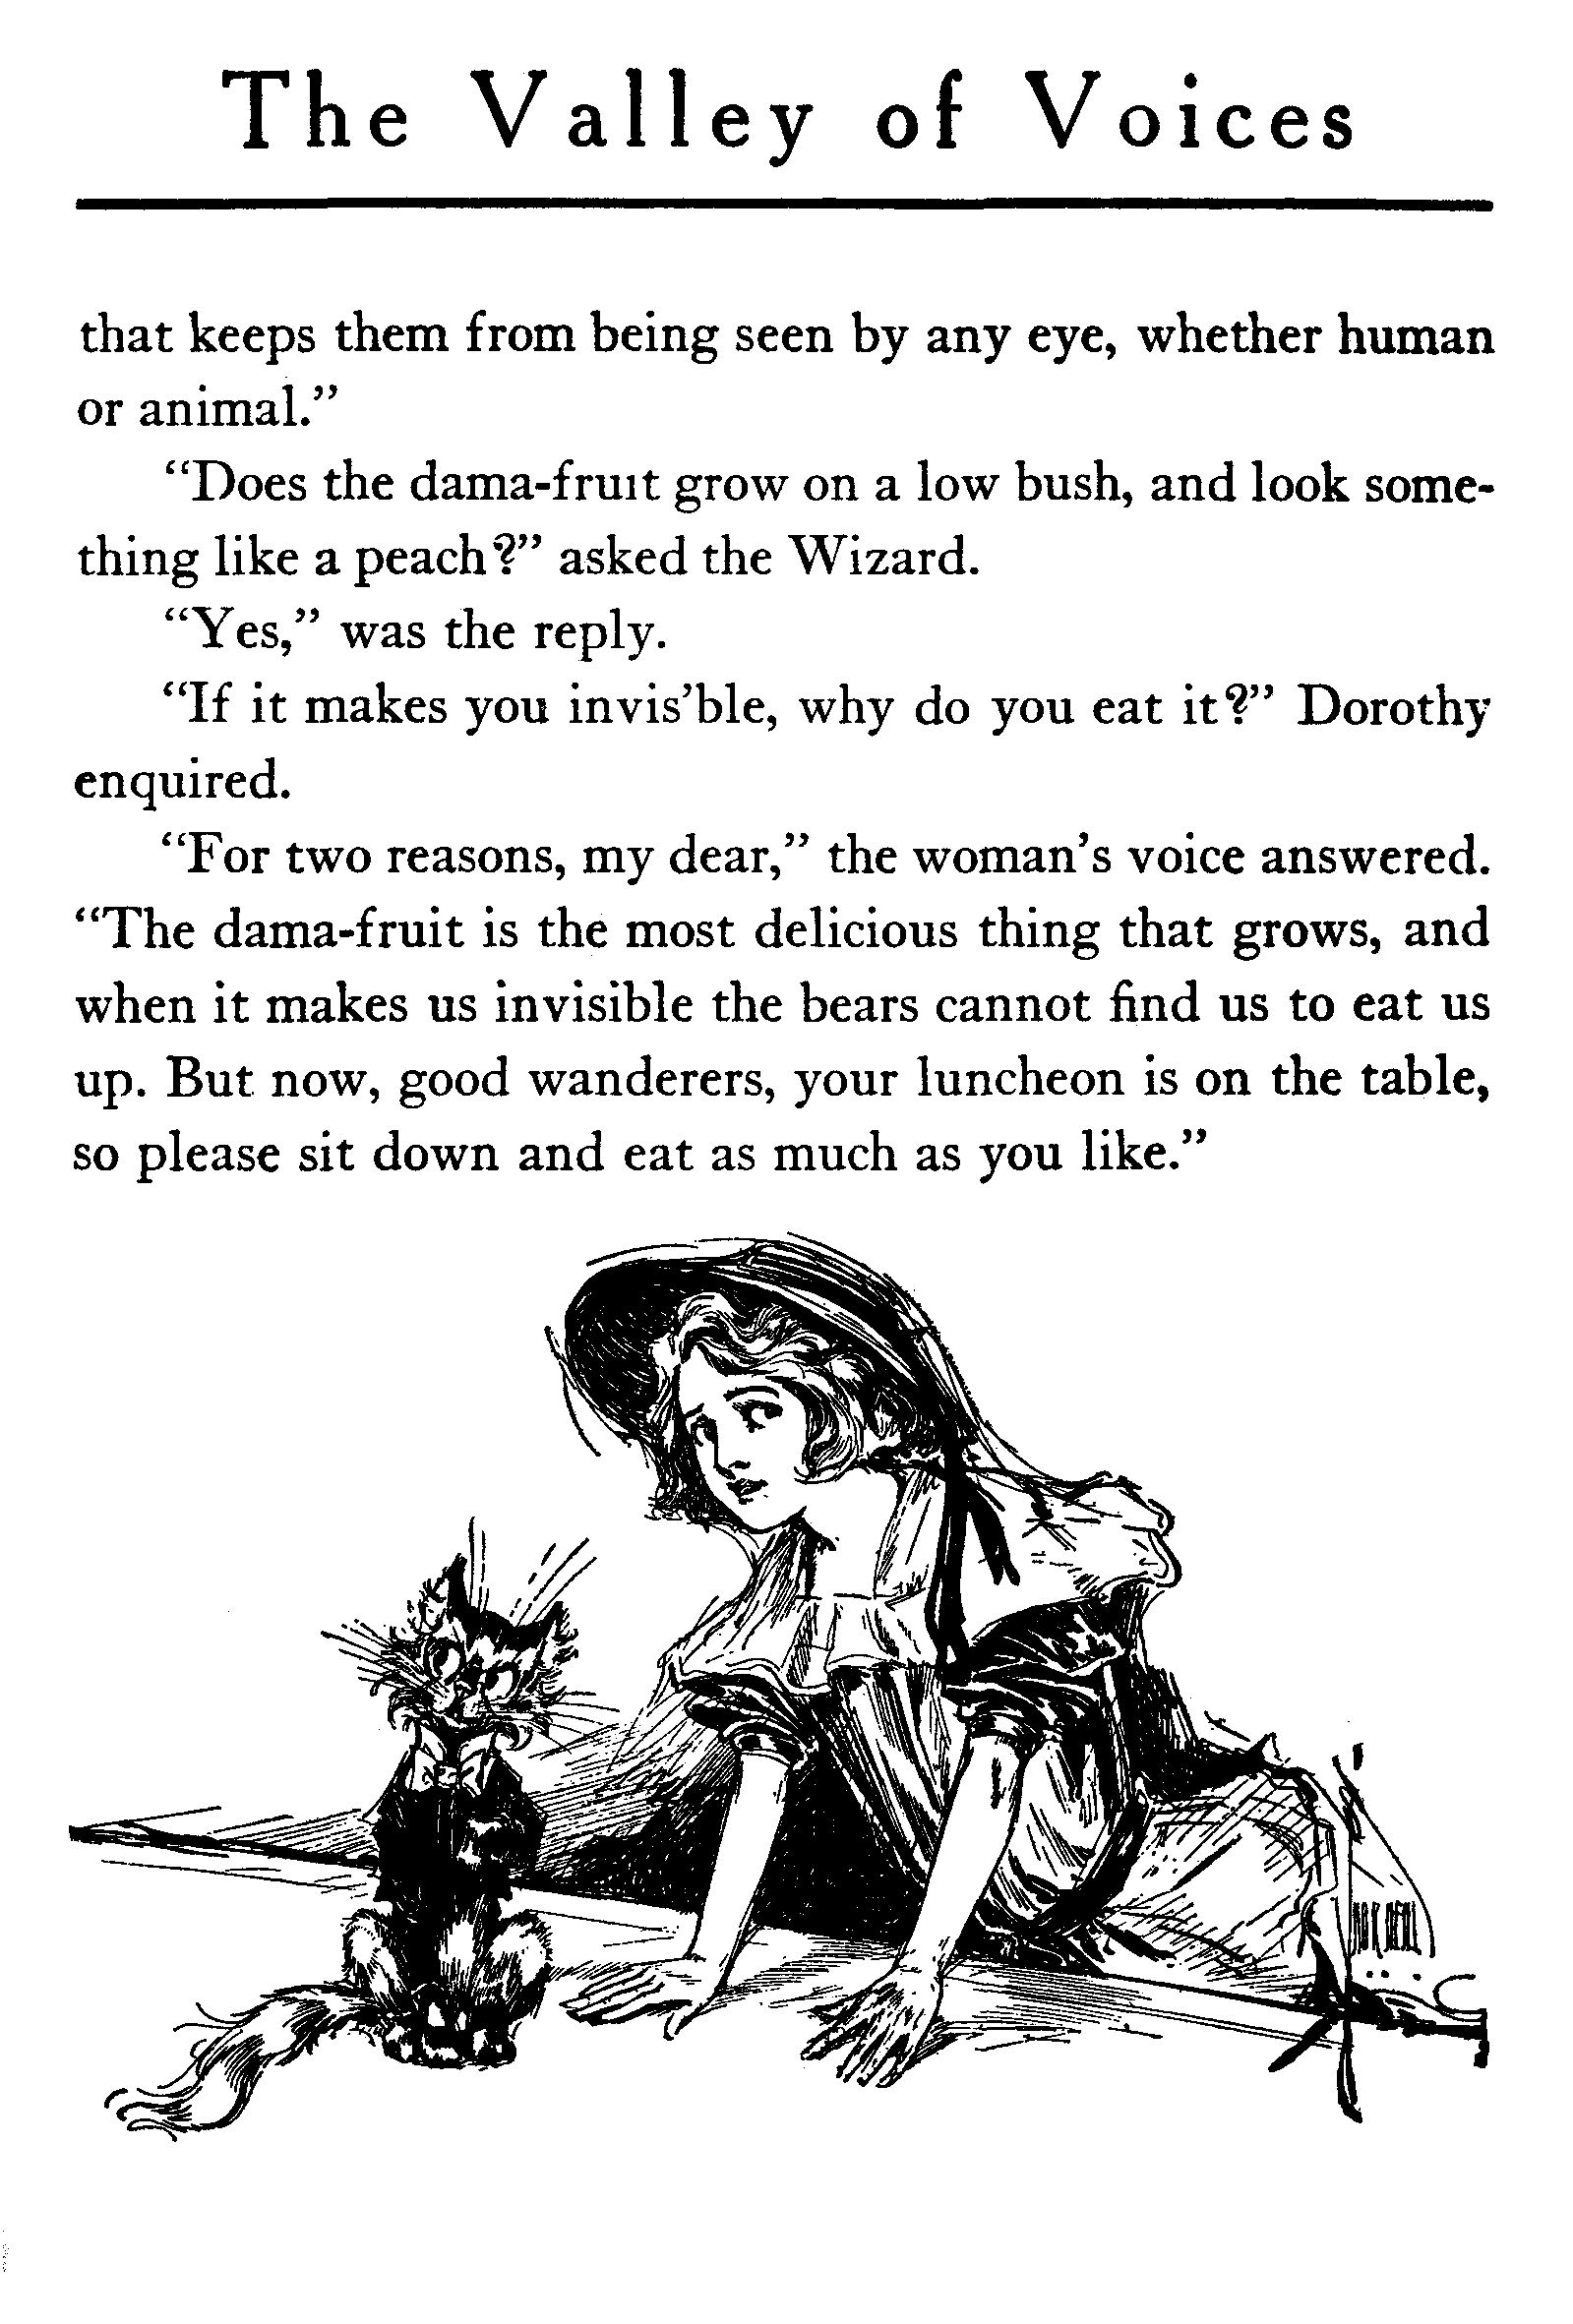 The Valley of Voices
that keeps them from being seen by any eye, whether human
or animal.”
“Does the dama-fruit grow on a low bush, and look some-
thing like a peach?” asked the Wizard.
“Yes,” was the reply.
“If it makes you invis’ble, why do you eat it?” Dorothy
enquired.
“For two reasons, my dear,” the woman’s voice answered.
“The dama-fruit is the most delicious thing that grows, and
when it makes us invisible the bears cannot find us to eat us
up. But now, good wanderers, your luncheon is on the table,
so please sit down and eat as much as you like.”